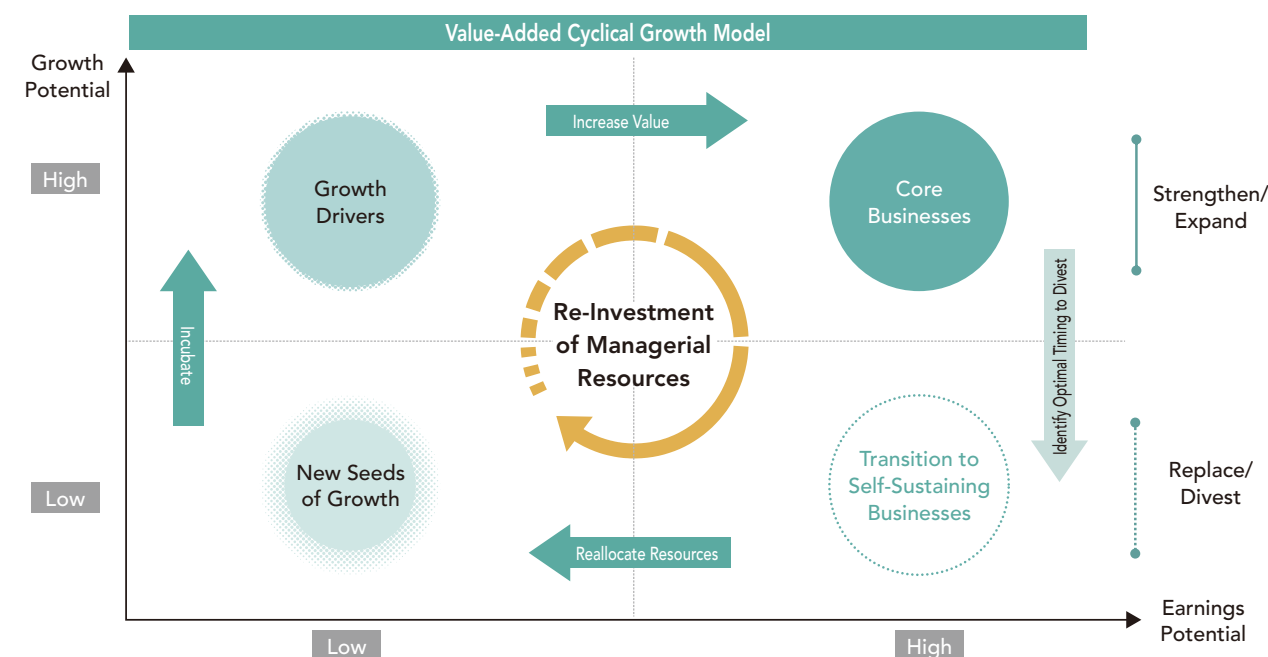 Value-Added Cyclical Growth Model
Growth
Potential
Increase Value
High
Growth
Drivers
Core
Businesses
Strengthen/
Expand
Incubate
Re-Investment
of Managerial
Resources
Identify Optimal Timing to Divest
Low
New Seeds
of Growth
Transition to
Self-Sustaining
Businesses
Replace/
Divest
Reallocate Resources
Earnings
Potential
Low
High